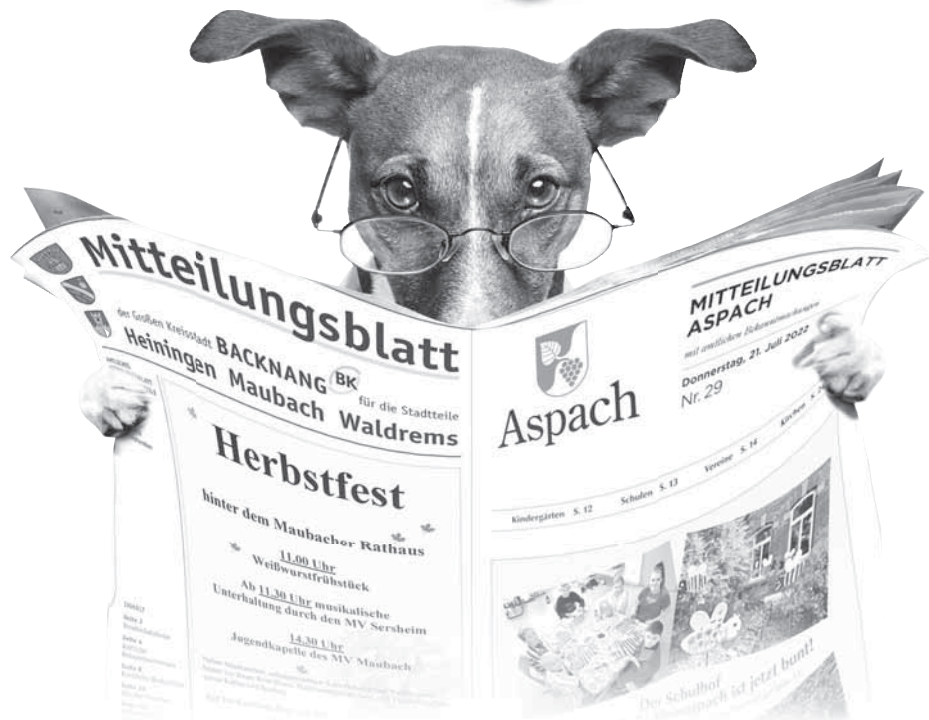 Mitteilungsblatt
der Großen Kreisstadt BACKNANG BK für die Stadtteile
Heiningen Maubach Waldrems
Herbstfest
hinter dem Maubacher Rathaus
11.00 Uhr
Weißwurstfrühstück
Ab 11.30 Uhr musikalische
Unterhaltung durch den MV Sersheim
14.30 Uhr
Jugendkapelle des MV Maubach
Aspach
MITTEILUNGSBLATT
ASPACH
mit amtlichen Bekanntmachungen
Donnerstag, 21. Juli 2022
Nr. 29
Kindergärten S. 12 Schulen S. 13 Vereine S. 14 Kirchen S.
Der Schulhof
ist jetzt bunt!